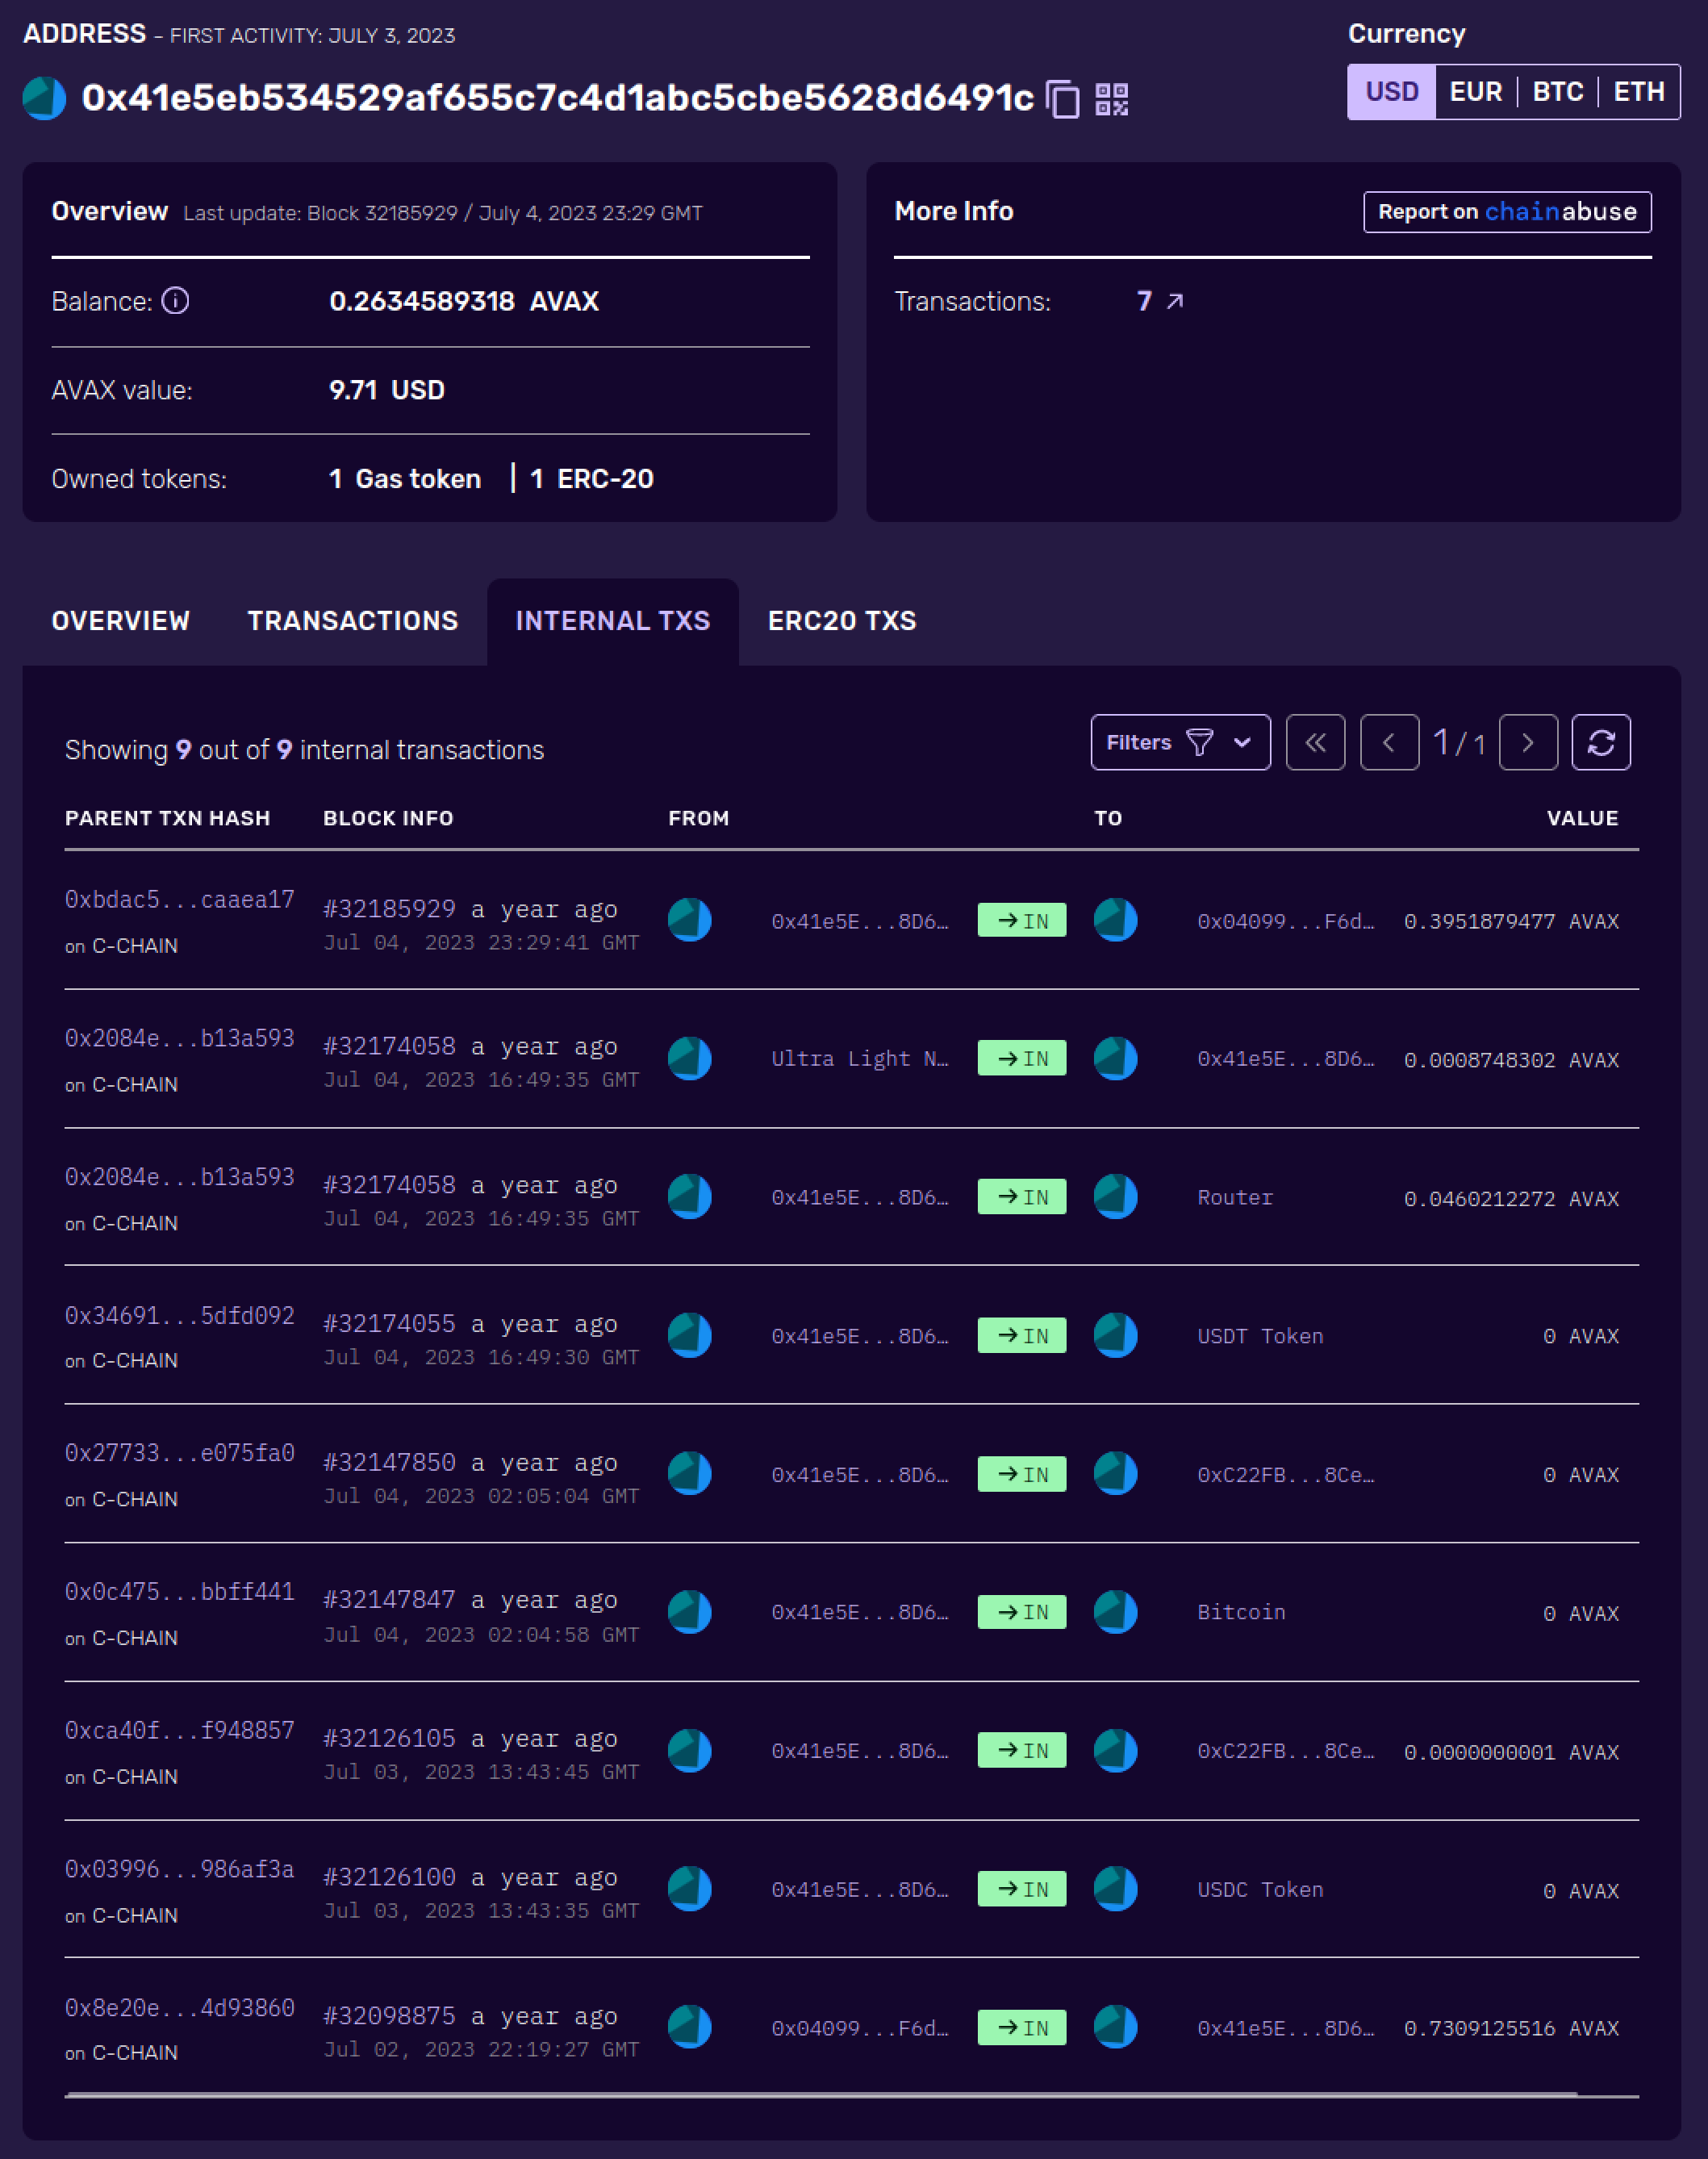 ADDRESS - FIRST ACTIVITY: JULY 3, 2023
Currency
0x41e5eb534529af655c7c4d1abc5cbe5628d6491c
USD EUR BTC ETH
Overview Last update: Block 32185929 / July 4, 2023 23:29 GMT
Balance: 0.2634589318 AVAX
AVAX value: 9.71 USD
Owned tokens: 1 Gas token | 1 ERC-20
More Info
Report on chainabuse
Transactions: 7
OVERVIEW TRANSACTIONS INTERNAL TXS ERC20 TXS
Showing 9 out of 9 internal transactions
Filters 1 / 1
PARENT TXN HASH BLOCK INFO FROM TO VALUE
0xbdac5...caaea17 #32185929 a year ago 0x41e5E...8D6… IN 0x04099...F6d… 0.3951879477 AVAX
on C-CHAIN Jul 04, 2023 23:29:41 GMT
0x2084e...b13a593 #32174058 a year ago Ultra Light N… IN 0x41e5E...8D6… 0.0008748302 AVAX
on C-CHAIN Jul 04, 2023 16:49:35 GMT
0x2084e...b13a593 #32174058 a year ago 0x41e5E...8D6… IN Router 0.0460212272 AVAX
on C-CHAIN Jul 04, 2023 16:49:35 GMT
0x34691...5dfd092 #32174055 a year ago 0x41e5E...8D6… IN USDT Token 0 AVAX
on C-CHAIN Jul 04, 2023 16:49:30 GMT
0x27733...e075fa0 #32147850 a year ago 0x41e5E...8D6… IN 0xC22FB...8Ce… 0 AVAX
on C-CHAIN Jul 04, 2023 02:05:04 GMT
0x0c475...bbff441 #32147847 a year ago 0x41e5E...8D6… IN Bitcoin 0 AVAX
on C-CHAIN Jul 04, 2023 02:04:58 GMT
0xca40f...f948857 #32126105 a year ago 0x41e5E...8D6… IN 0xC22FB...8Ce… 0.0000000001 AVAX
on C-CHAIN Jul 03, 2023 13:43:45 GMT
0x03996...986af3a #32126100 a year ago 0x41e5E...8D6… IN USDC Token 0 AVAX
on C-CHAIN Jul 03, 2023 13:43:35 GMT
0x8e20e...4d93860 #32098875 a year ago 0x04099...F6d… IN 0x41e5E...8D6… 0.7309125516 AVAX
on C-CHAIN Jul 02, 2023 22:19:27 GMT